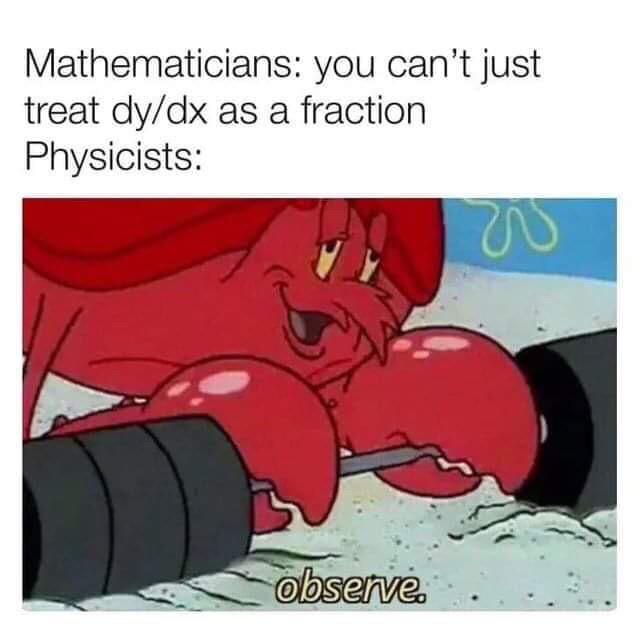 Mathematicians: you can’t just
treat dy/dx as a fraction
Physicists:
observe.